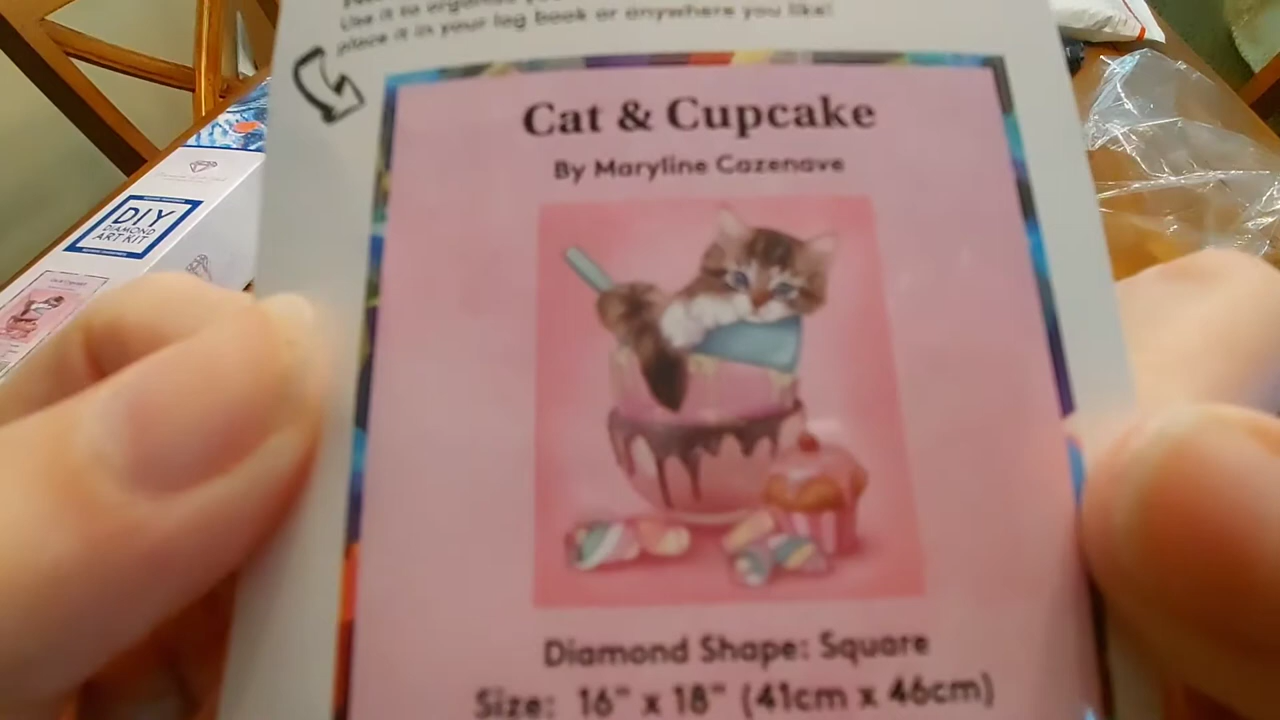 Use it to organise
place it in your log book or anywhere you like!
Cat & Cupcake
By Maryline Cazenave
Diamond Shape: Square
Size: 16" x 18" (41cm x 46cm)
DIY
DIAMOND
ART KIT